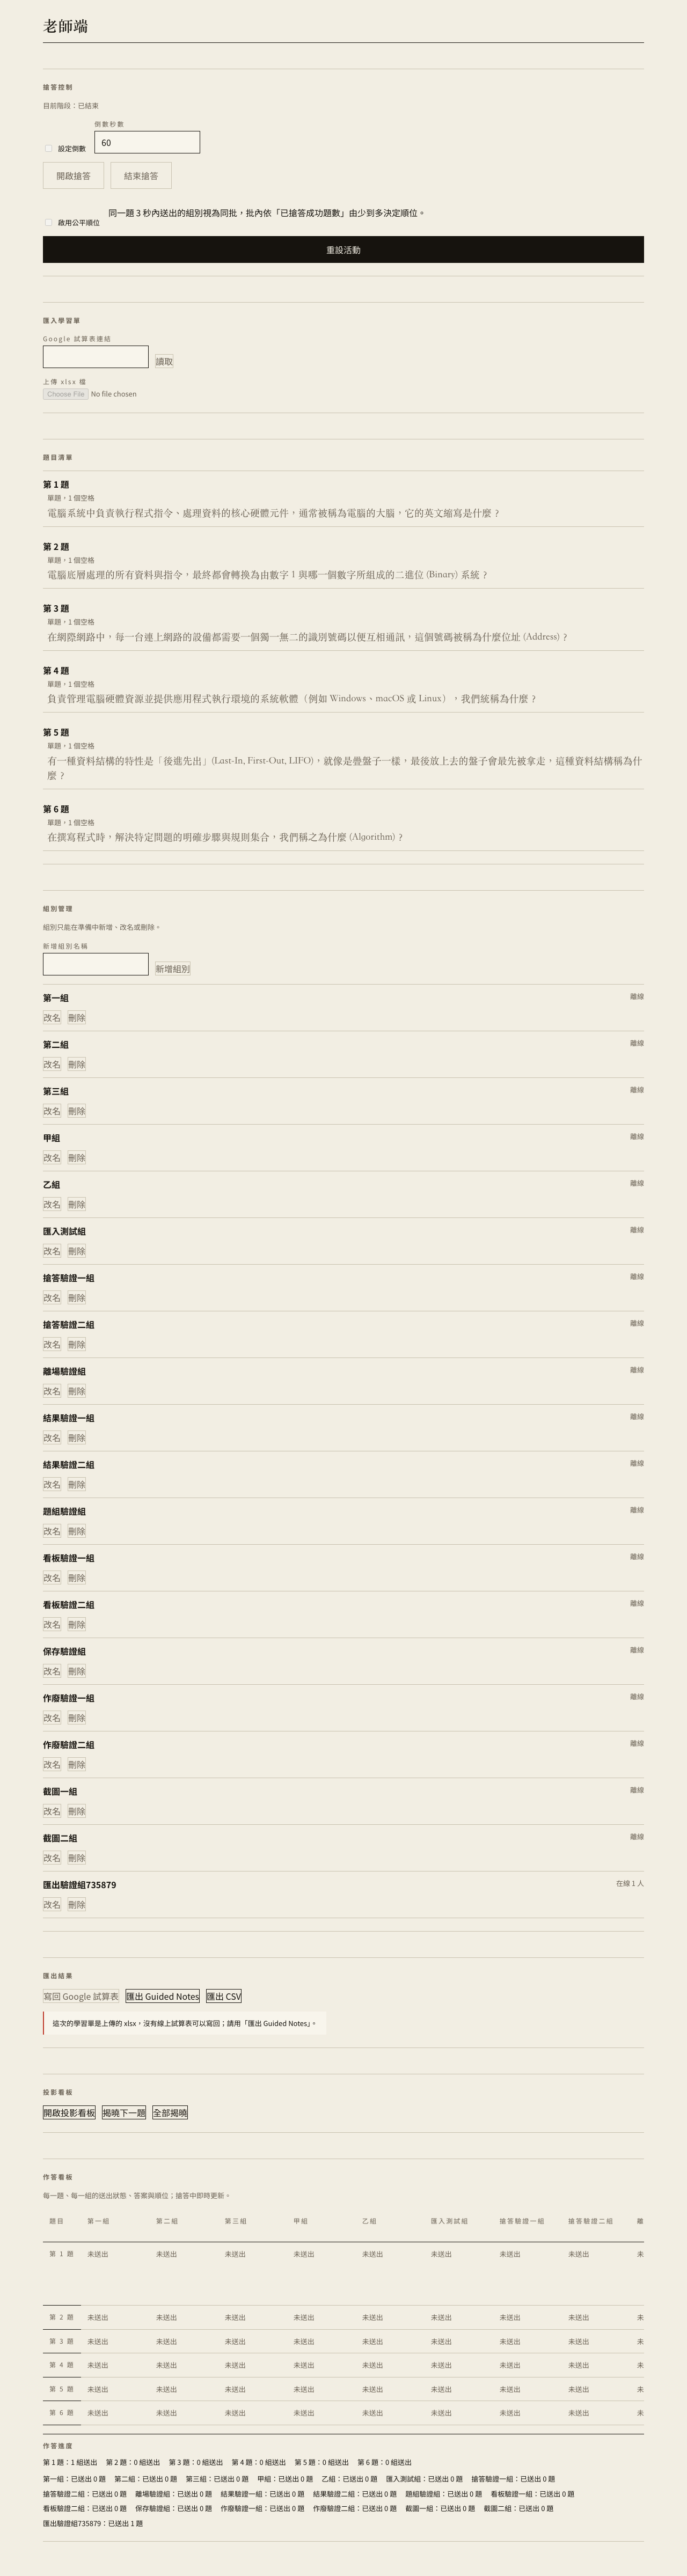 老師端
搶答控制
目前階段：已結束
倒數秒數
設定倒數
60
開啟搶答
結束搶答
啟用公平順位
同一題 3 秒內送出的組別視為同批，批內依「已搶答成功題數」由少到多決定順位。
重設活動
匯入學習單
Google 試算表連結
讀取
上傳 xlsx 檔
Choose File No file chosen
題目清單
第 1 題
單題，1 個空格
電腦系統中負責執行程式指令、處理資料的核心硬體元件，通常被稱為電腦的大腦，它的英文縮寫是什麼？
第 2 題
單題，1 個空格
電腦底層處理的所有資料與指令，最終都會轉換為由數字 1 與哪一個數字所組成的二進位 (Binary) 系統？
第 3 題
單題，1 個空格
在網際網路中，每一台連上網路的設備都需要一個獨一無二的識別號碼以便互相通訊，這個號碼被稱為什麼位址 (Address)？
第 4 題
單題，1 個空格
負責管理電腦硬體資源並提供應用程式執行環境的系統軟體（例如 Windows、macOS 或 Linux），我們統稱為什麼？
第 5 題
單題，1 個空格
有一種資料結構的特性是「後進先出」(Last-In, First-Out, LIFO)，就像是疊盤子一樣，最後放上去的盤子會最先被拿走，這種資料結構稱為什
麼？
第 6 題
單題，1 個空格
在撰寫程式時，解決特定問題的明確步驟與規則集合，我們稱之為什麼 (Algorithm)？
組別管理
組別只能在準備中新增、改名或刪除。
新增組別名稱
新增組別
第一組 離線
改名 刪除
第二組 離線
改名 刪除
第三組 離線
改名 刪除
甲組 離線
改名 刪除
乙組 離線
改名 刪除
匯入測試組 離線
改名 刪除
搶答驗證一組 離線
改名 刪除
搶答驗證二組 離線
改名 刪除
離場驗證組 離線
改名 刪除
結果驗證一組 離線
改名 刪除
結果驗證二組 離線
改名 刪除
題組驗證組 離線
改名 刪除
看板驗證一組 離線
改名 刪除
看板驗證二組 離線
改名 刪除
保存驗證組 離線
改名 刪除
作廢驗證一組 離線
改名 刪除
作廢驗證二組 離線
改名 刪除
截圖一組 離線
改名 刪除
截圖二組 離線
改名 刪除
匯出驗證組735879 在線 1 人
改名 刪除
匯出結果
寫回 Google 試算表 匯出 Guided Notes 匯出 CSV
這次的學習單是上傳的 xlsx，沒有線上試算表可以寫回；請用「匯出 Guided Notes」。
投影看板
開啟投影看板 揭曉下一題 全部揭曉
作答看板
每一題、每一組的送出狀態、答案與順位；搶答中即時更新。
題目 第一組 第二組 第三組 甲組 乙組 匯入測試組 搶答驗證一組 搶答驗證二組 離
第 1 題 未送出 未送出 未送出 未送出 未送出 未送出 未送出 未送出 未
第 2 題 未送出 未送出 未送出 未送出 未送出 未送出 未送出 未送出 未
第 3 題 未送出 未送出 未送出 未送出 未送出 未送出 未送出 未送出 未
第 4 題 未送出 未送出 未送出 未送出 未送出 未送出 未送出 未送出 未
第 5 題 未送出 未送出 未送出 未送出 未送出 未送出 未送出 未送出 未
第 6 題 未送出 未送出 未送出 未送出 未送出 未送出 未送出 未送出 未
作答進度
第 1 題：1 組送出 第 2 題：0 組送出 第 3 題：0 組送出 第 4 題：0 組送出 第 5 題：0 組送出 第 6 題：0 組送出
第一組：已送出 0 題 第二組：已送出 0 題 第三組：已送出 0 題 甲組：已送出 0 題 乙組：已送出 0 題 匯入測試組：已送出 0 題 搶答驗證一組：已送出 0 題
搶答驗證二組：已送出 0 題 離場驗證組：已送出 0 題 結果驗證一組：已送出 0 題 結果驗證二組：已送出 0 題 題組驗證組：已送出 0 題 看板驗證一組：已送出 0 題
看板驗證二組：已送出 0 題 保存驗證組：已送出 0 題 作廢驗證一組：已送出 0 題 作廢驗證二組：已送出 0 題 截圖一組：已送出 0 題 截圖二組：已送出 0 題
匯出驗證組735879：已送出 1 題